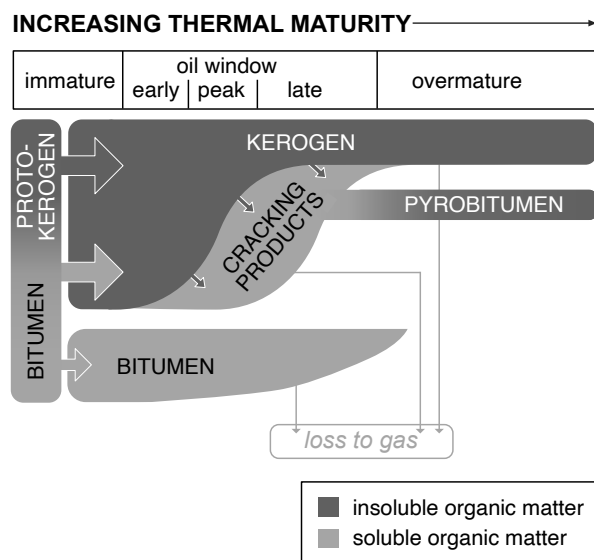 INCREASING THERMAL MATURITY
immature
oil window
early
peak
late
overmature
PROTO-
KEROGEN
BITUMEN
KEROGEN
CRACKING
PRODUCTS
PYROBITUMEN
BITUMEN
loss to gas
insoluble organic matter
soluble organic matter